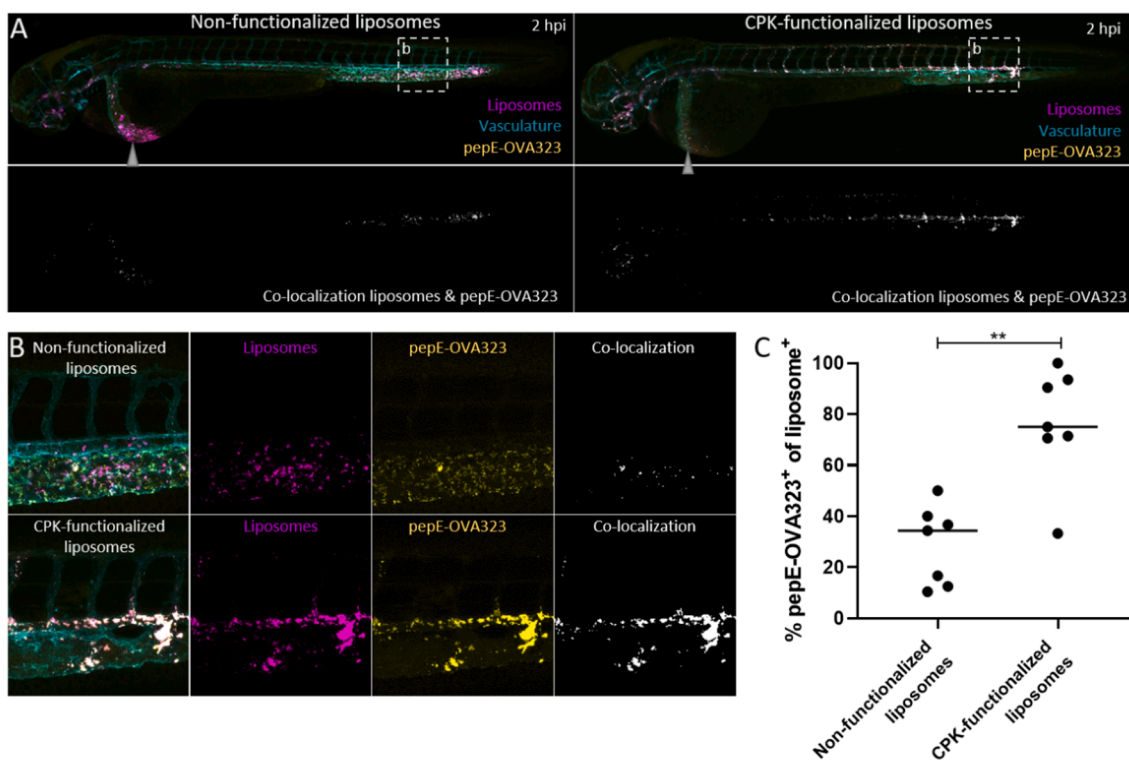 A
Non-functionalized liposomes
2 hpi
b
Liposomes
Vasculature
pepE-OVA323
Co-localization liposomes & pepE-OVA323
CPK-functionalized liposomes
2 hpi
b
Liposomes
Vasculature
pepE-OVA323
Co-localization liposomes & pepE-OVA323
B
Non-functionalized
liposomes
Liposomes
pepE-OVA323
Co-localization
CPK-functionalized
liposomes
Liposomes
pepE-OVA323
Co-localization
C
**
% pepE-OVA323⁺ of liposome⁺
100
80
60
40
20
0
Non-functionalized
liposomes
CPK-functionalized
liposomes